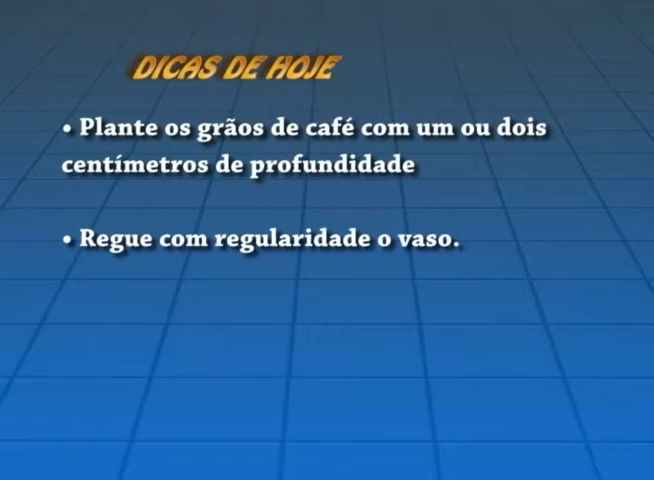 DICAS DE HOJE
• Plante os grãos de café com um ou dois
centímetros de profundidade
• Regue com regularidade o vaso.